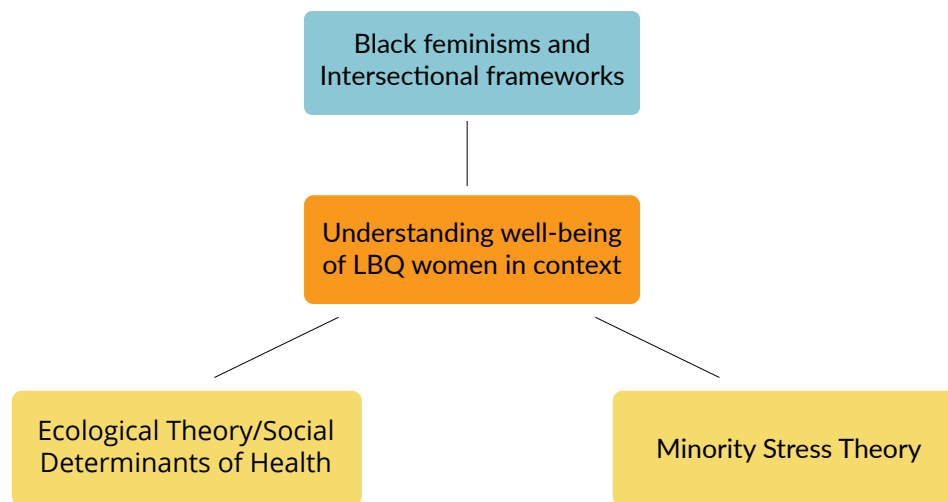 Black feminisms and
Intersectional frameworks
Understanding well-being
of LBQ women in context
Ecological Theory/Social
Determinants of Health
Minority Stress Theory